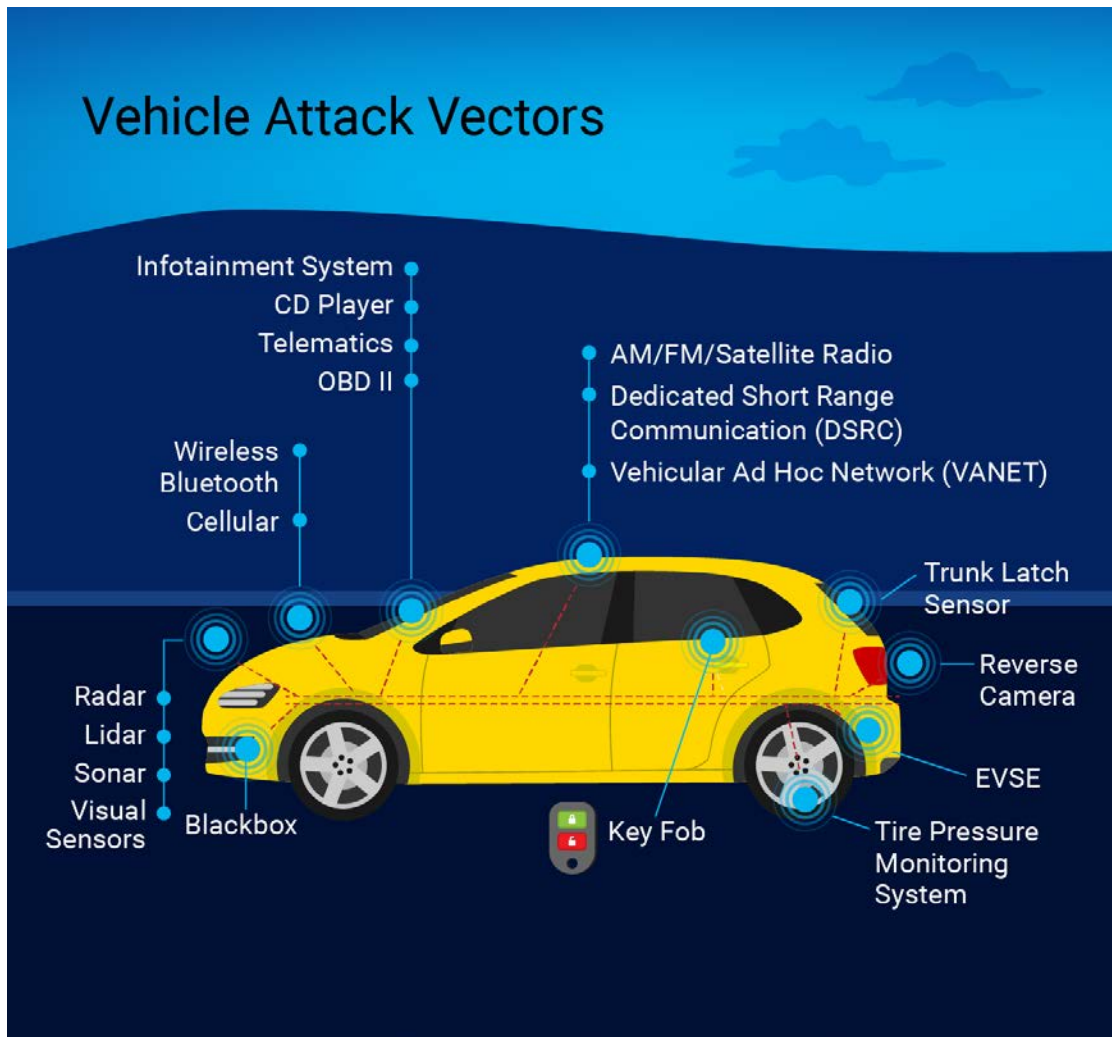 Vehicle Attack Vectors
Infotainment System
CD Player
Telematics
OBD II
Wireless
Bluetooth
Cellular
AM/FM/Satellite Radio
Dedicated Short Range
Communication (DSRC)
Vehicular Ad Hoc Network (VANET)
Trunk Latch
Sensor
Reverse
Camera
EVSE
Tire Pressure
Monitoring
System
Key Fob
Radar
Lidar
Sonar
Visual
Sensors
Blackbox